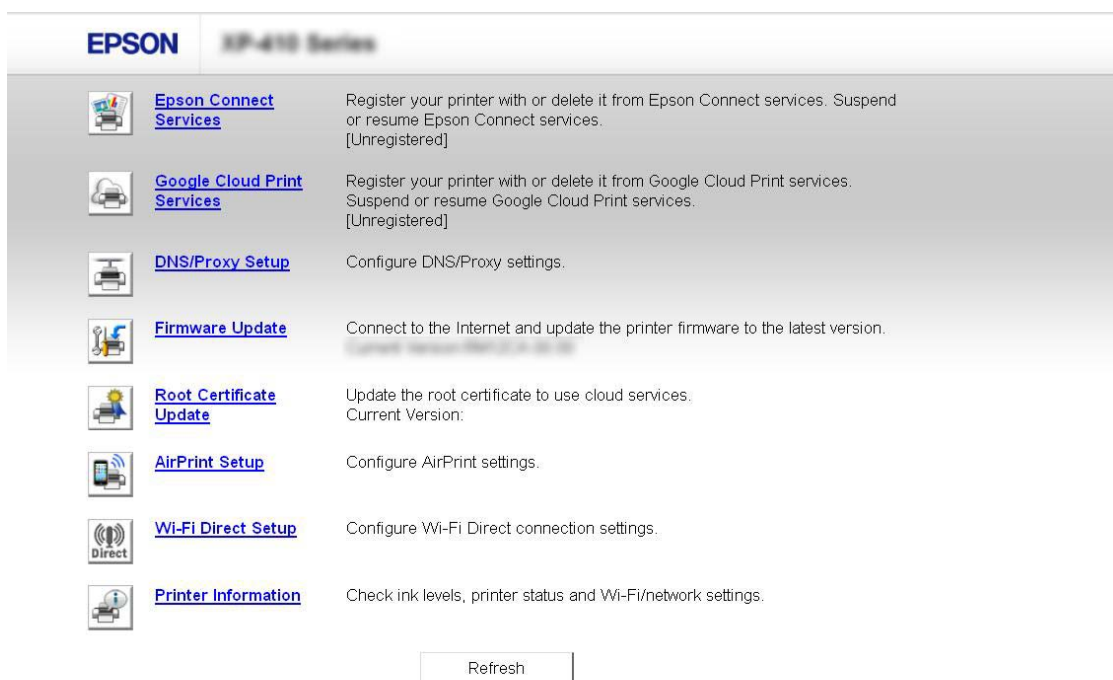 EPSON
XP-410 Series
Epson Connect
Services
Register your printer with or delete it from Epson Connect services. Suspend
or resume Epson Connect services.
[Unregistered]
Google Cloud Print
Services
Register your printer with or delete it from Google Cloud Print services.
Suspend or resume Google Cloud Print services.
[Unregistered]
DNS/Proxy Setup
Configure DNS/Proxy settings.
Firmware Update
Connect to the Internet and update the printer firmware to the latest version.
Root Certificate
Update
Update the root certificate to use cloud services.
Current Version:
AirPrint Setup
Configure AirPrint settings.
Direct
Wi-Fi Direct Setup
Configure Wi-Fi Direct connection settings.
Printer Information
Check ink levels, printer status and Wi-Fi/network settings.
Refresh